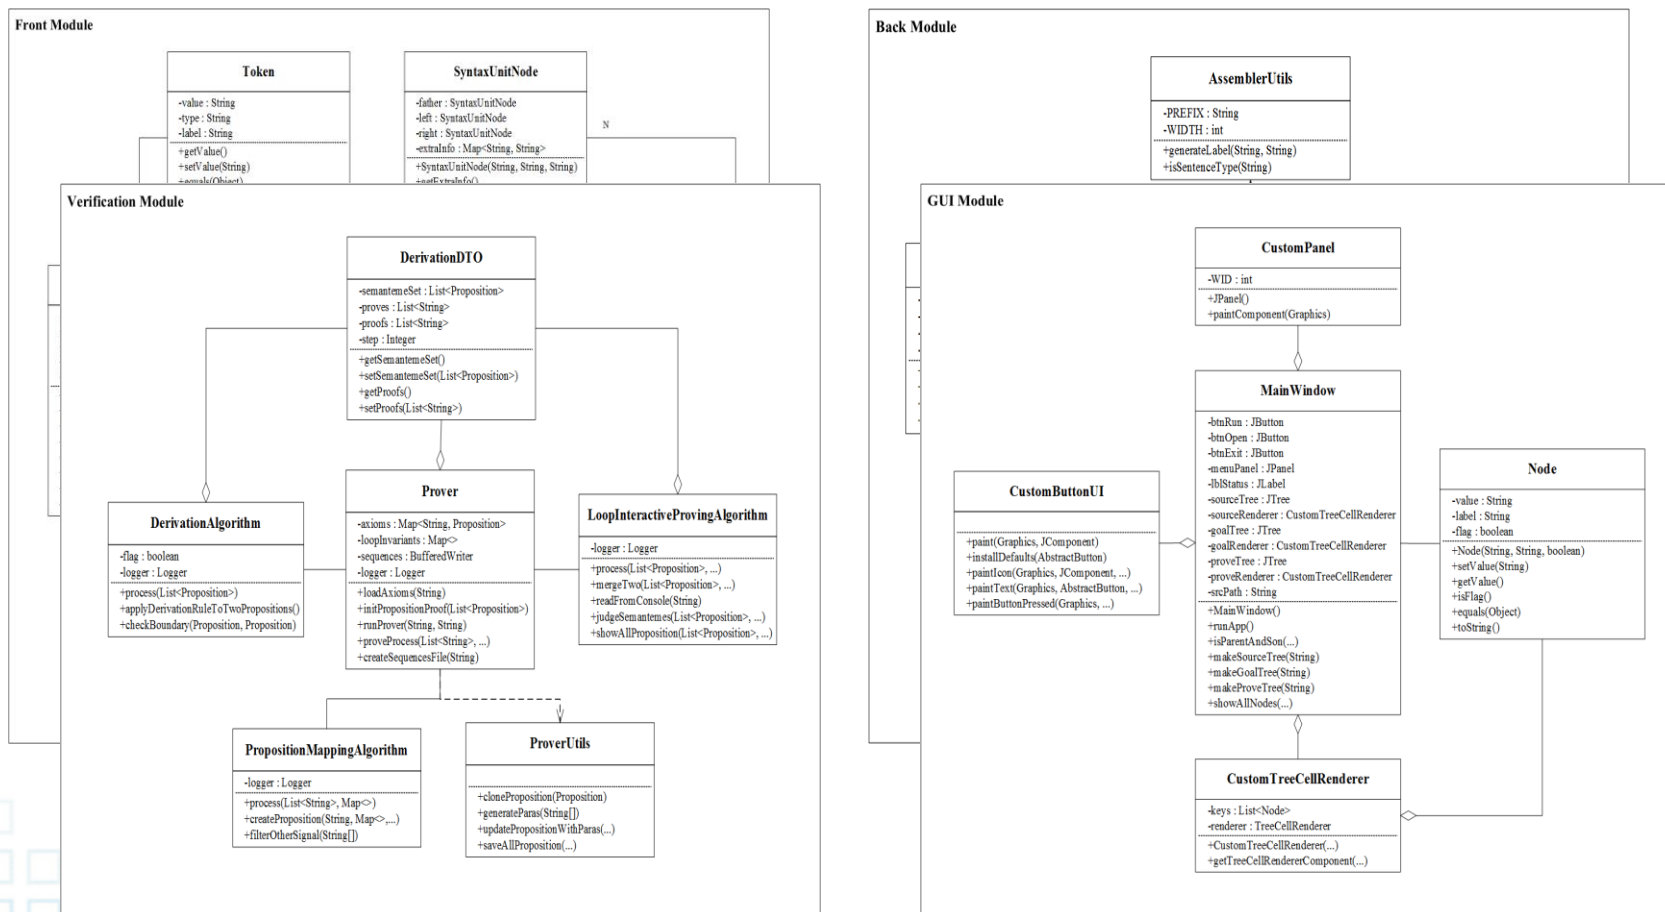 Front Module
Token
-value : String
-type : String
-label : String
+getValue()
+setValue(String)
+equals(Object)
SyntaxUnitNode
-father : SyntaxUnitNode
-left : SyntaxUnitNode
-right : SyntaxUnitNode
-extraInfo : Map<String, String>
+SyntaxUnitNode(String, String, String)
+getExtraInfo()
N
Verification Module
DerivationDTO
-semantemeSet : List<Proposition>
-proves : List<String>
-proofs : List<String>
-step : Integer
+getSemantemeSet()
+setSemantemeSet(List<Proposition>)
+getProofs()
+setProofs(List<String>)
DerivationAlgorithm
-flag : boolean
-logger : Logger
+process(List<Proposition>)
+applyDerivationRuleToTwoPropositions()
+checkBoundary(Proposition, Proposition)
Prover
-axioms : Map<String, Proposition>
-loopInvariants : Map<>
-sequences : BufferedWriter
-logger : Logger
+loadAxioms(String)
+initPropositionProof(List<Proposition>)
+runProver(String, String)
+proveProcess(List<String>, ...)
+createSequencesFile(String)
LoopInteractiveProvingAlgorithm
-logger : Logger
+process(List<Proposition>, ...)
+mergeTwo(List<Proposition>, ...)
+readFromConsole(String)
+judgeSemantemes(List<Proposition>, ...)
+showAllProposition(List<Proposition>, ...)
PropositionMappingAlgorithm
-logger : Logger
+process(List<String>, Map<>)
+createProposition(String, Map<>,...)
+filterOtherSignal(String[])
ProverUtils
+cloneProposition(Proposition)
+generateParas(String[])
+updatePropositionWithParas(...)
+saveAllProposition(...)
Back Module
AssemblerUtils
-PREFIX : String
-WIDTH : int
+generateLabel(String, String)
+isSentenceType(String)
GUI Module
CustomPanel
-WID : int
+JPanel()
+paintComponent(Graphics)
MainWindow
-btnRun : JButton
-btnOpen : JButton
-btnExit : JButton
-menuPanel : JPanel
-lblStatus : JLabel
-sourceTree : JTree
-sourceRenderer : CustomTreeCellRenderer
-goalTree : JTree
-goalRenderer : CustomTreeCellRenderer
-proveTree : JTree
-proveRenderer : CustomTreeCellRenderer
-srcPath : String
+MainWindow()
+runApp()
+isParentAndSon(...)
+makeSourceTree(String)
+makeGoalTree(String)
+makeProveTree(String)
+showAllNodes(...)
CustomButtonUI
+paint(Graphics, JComponent)
+installDefaults(AbstractButton)
+paintIcon(Graphics, JComponent, ...)
+paintText(Graphics, AbstractButton, ...)
+paintButtonPressed(Graphics, ...)
Node
-value : String
-label : String
-flag : boolean
+Node(String, String, boolean)
+setValue(String)
+getValue()
+isFlag()
+equals(Object)
+toString()
CustomTreeCellRenderer
-keys : List<Node>
-renderer : TreeCellRenderer
+CustomTreeCellRenderer(...)
+getTreeCellRendererComponent(...)